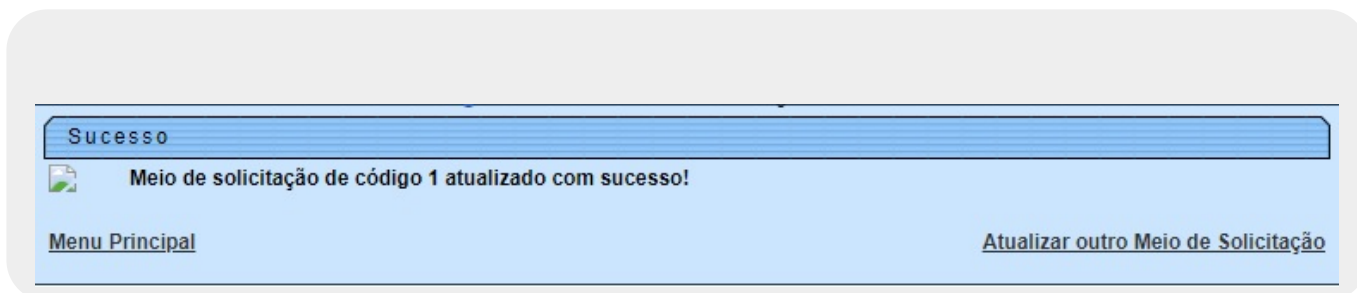 Sucesso
Meio de solicitação de código 1 atualizado com sucesso!
Menu Principal
Atualizar outro Meio de Solicitação